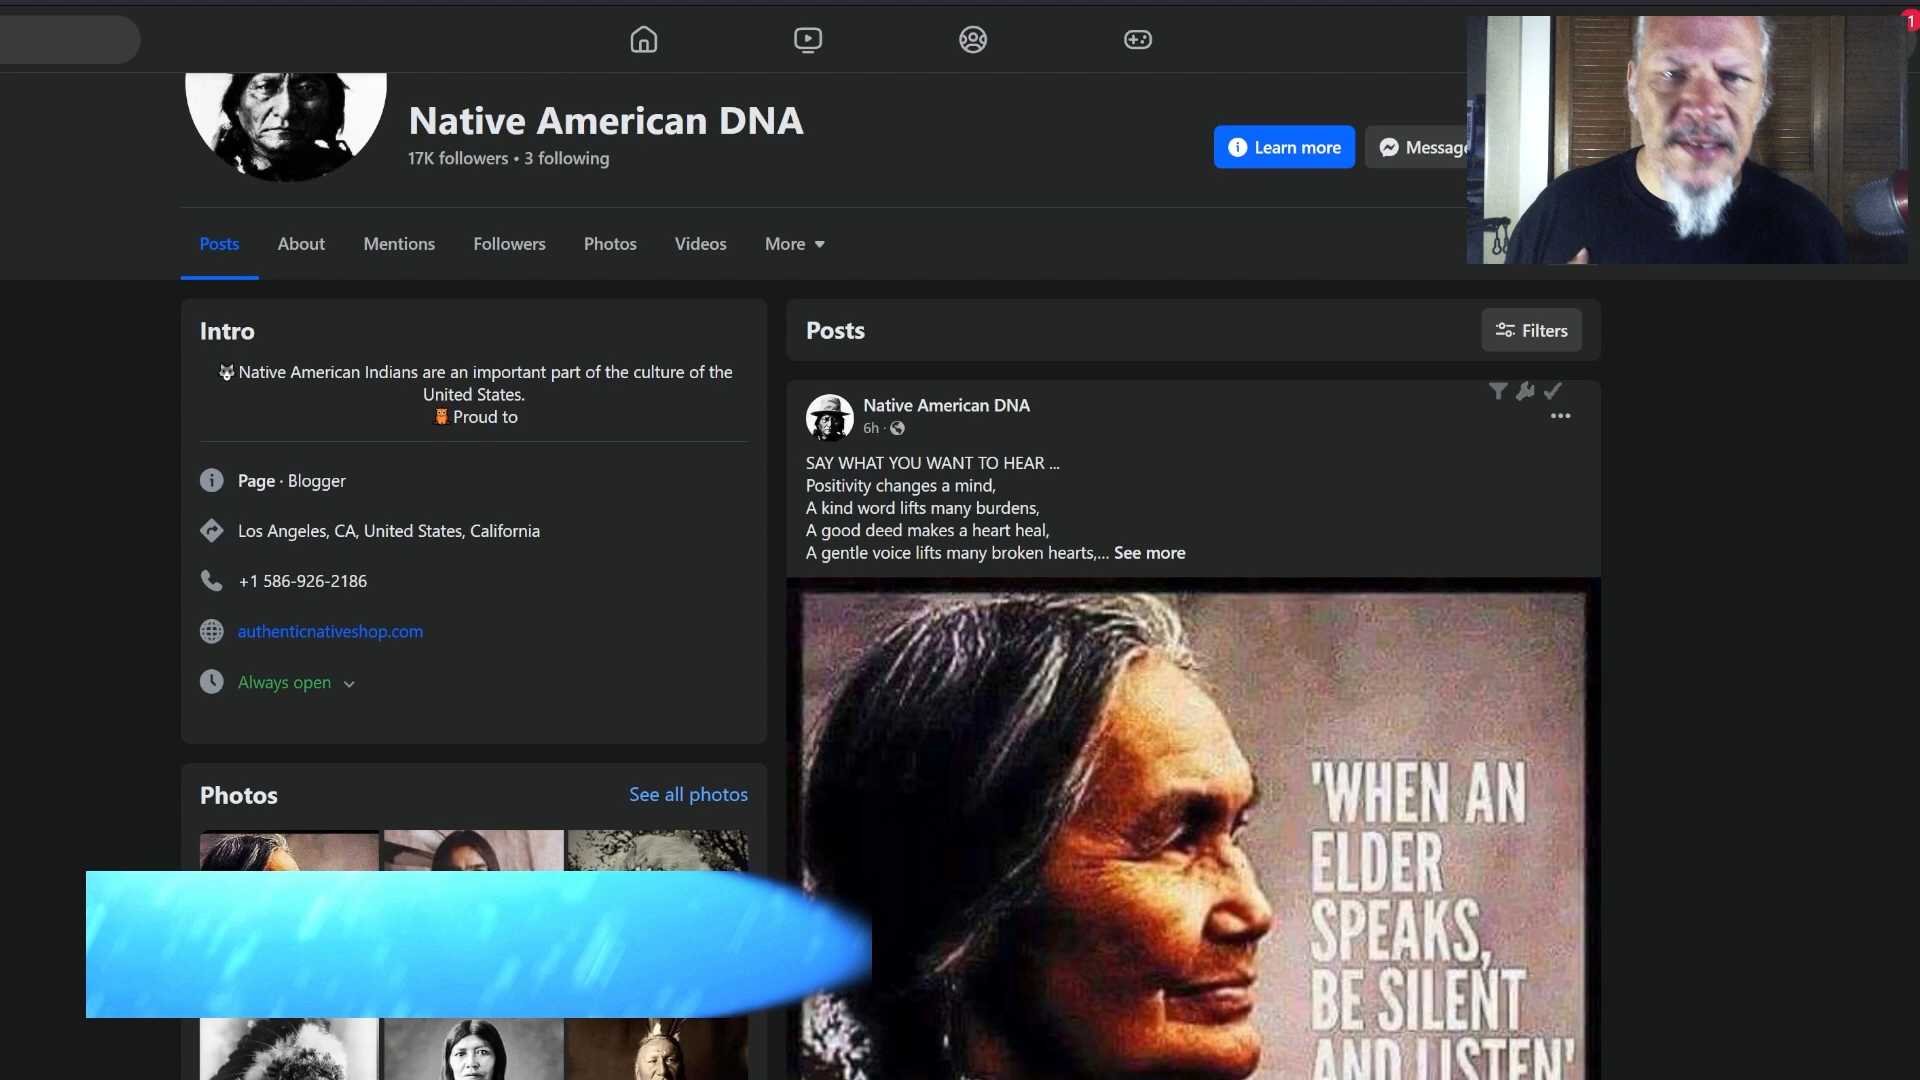 1
Native American DNA
17K followers • 3 following
Learn more
Message
Posts
About
Mentions
Followers
Photos
Videos
More
Intro
🐺Native American Indians are an important part of the culture of the
United States.
🦉Proud to
Page · Blogger
Los Angeles, CA, United States, California
+1 586-926-2186
authenticnativeshop.com
Always open
Photos
See all photos
Posts
Filters
Native American DNA
6h ·
SAY WHAT YOU WANT TO HEAR ...
Positivity changes a mind,
A kind word lifts many burdens,
A good deed makes a heart heal,
A gentle voice lifts many broken hearts,... See more
'WHEN AN
ELDER
SPEAKS,
BE SILENT
AND LISTEN'